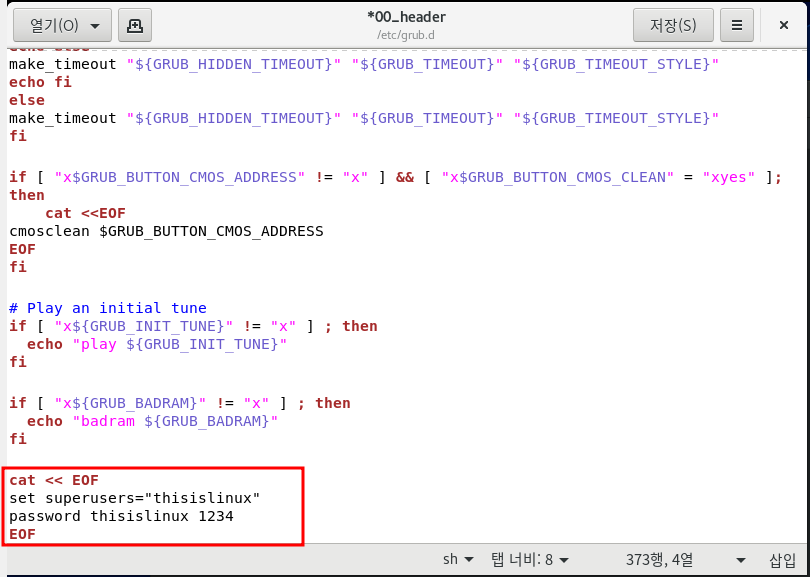 열기(O)
*00_header
/etc/grub.d
저장(S)
echo else
make_timeout "${GRUB_HIDDEN_TIMEOUT}" "${GRUB_TIMEOUT}" "${GRUB_TIMEOUT_STYLE}"
echo fi
else
make_timeout "${GRUB_HIDDEN_TIMEOUT}" "${GRUB_TIMEOUT}" "${GRUB_TIMEOUT_STYLE}"
fi
if [ "x$GRUB_BUTTON_CMOS_ADDRESS" != "x" ] && [ "x$GRUB_BUTTON_CMOS_CLEAN" = "xyes" ];
then
    cat <<EOF
cmosclean $GRUB_BUTTON_CMOS_ADDRESS
EOF
fi
# Play an initial tune
if [ "x${GRUB_INIT_TUNE}" != "x" ] ; then
  echo "play ${GRUB_INIT_TUNE}"
fi
if [ "x${GRUB_BADRAM}" != "x" ] ; then
  echo "badram ${GRUB_BADRAM}"
fi
cat << EOF
set superusers="thisislinux"
password thisislinux 1234
EOF
sh 탭 너비: 8 373행, 4열 삽입